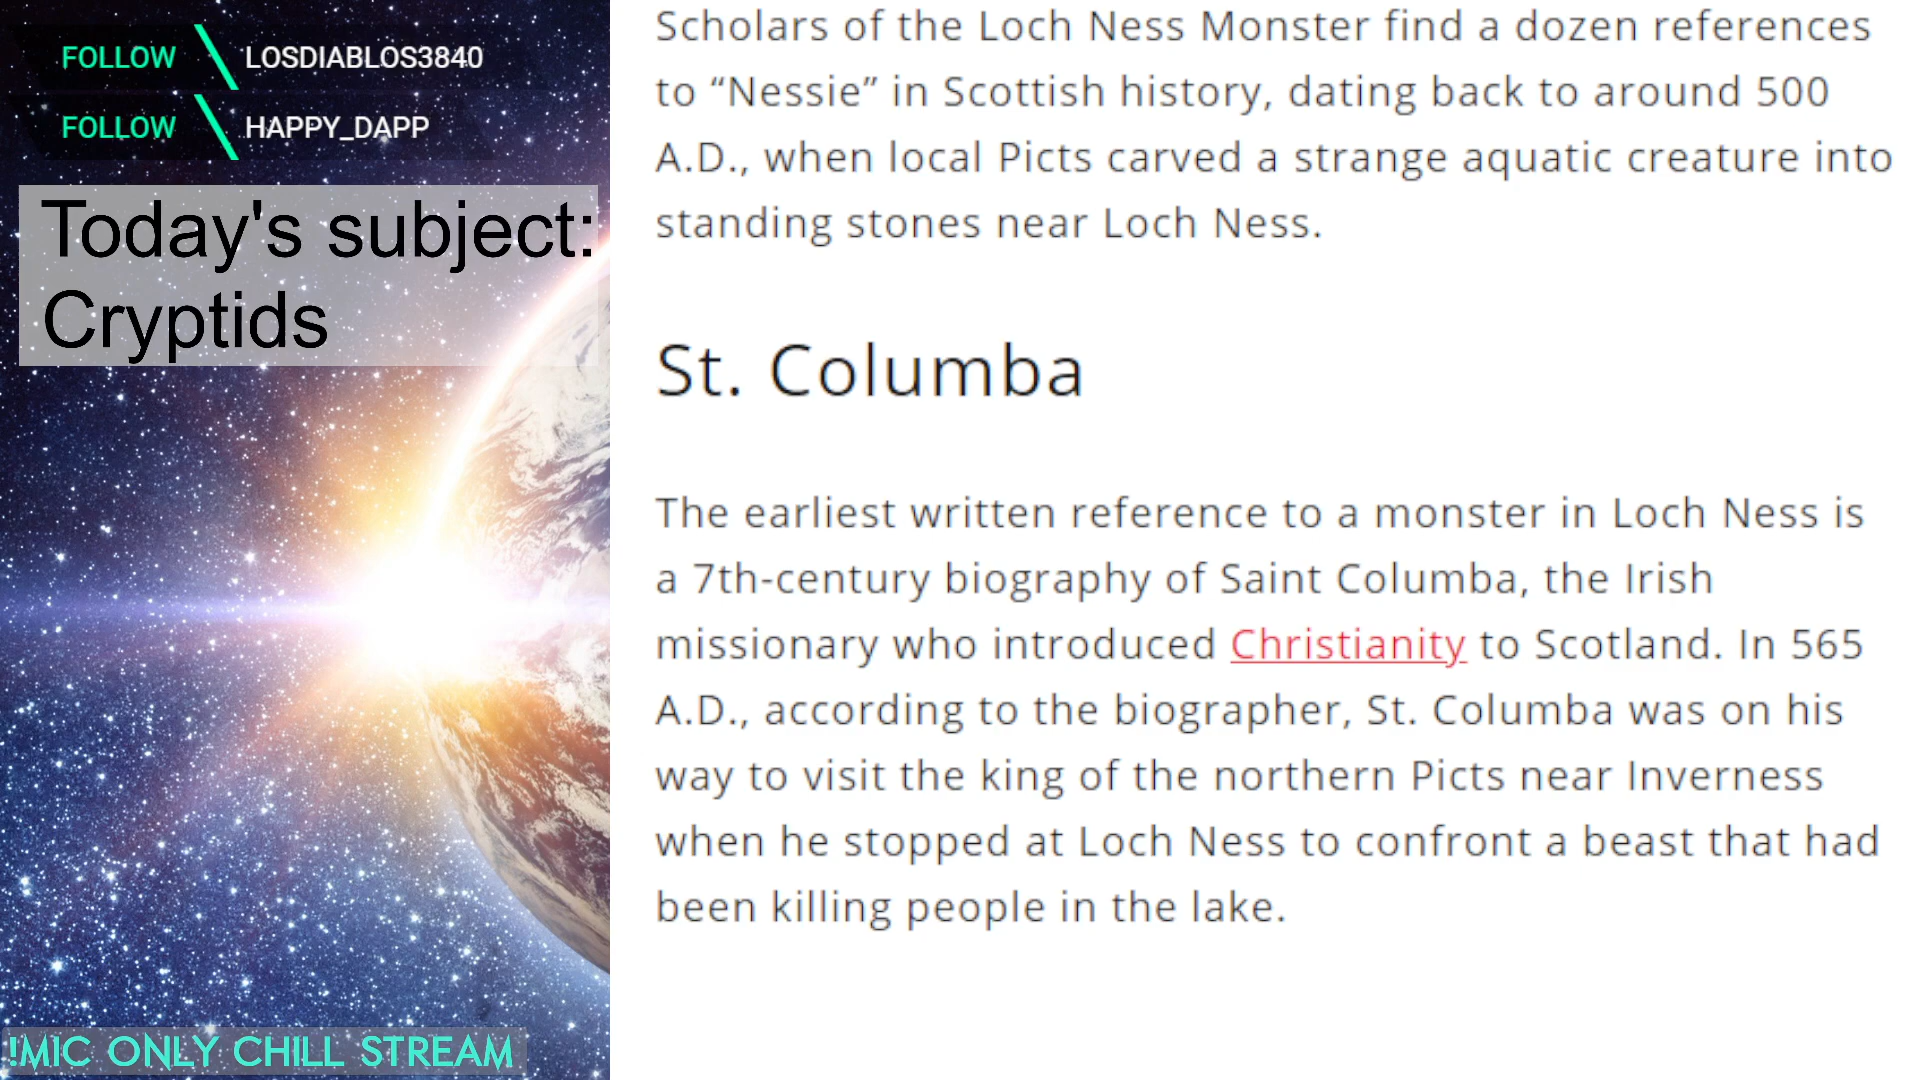 FOLLOW LOSDIABLOS3840
FOLLOW HAPPY_DAPP
Today's subject:
Cryptids
!MIC ONLY CHILL STREAM
Scholars of the Loch Ness Monster find a dozen references
to “Nessie” in Scottish history, dating back to around 500
A.D., when local Picts carved a strange aquatic creature into
standing stones near Loch Ness.
St. Columba
The earliest written reference to a monster in Loch Ness is
a 7th-century biography of Saint Columba, the Irish
missionary who introduced Christianity to Scotland. In 565
A.D., according to the biographer, St. Columba was on his
way to visit the king of the northern Picts near Inverness
when he stopped at Loch Ness to confront a beast that had
been killing people in the lake.